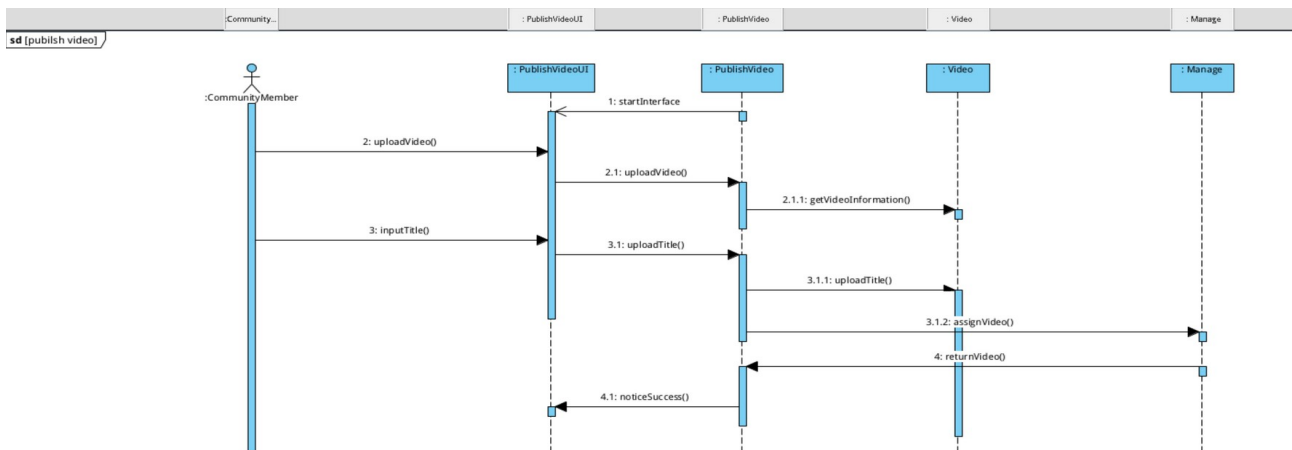 :Community...
: PublishVideoUI
: PublishVideo
: Video
: Manage
sd [pubilsh video]
:CommunityMember
: PublishVideoUI
: PublishVideo
: Video
: Manage
1: startInterface
2: uploadVideo()
2.1: uploadVideo()
2.1.1: getVideoInformation()
3: inputTitle()
3.1: uploadTitle()
3.1.1: uploadTitle()
3.1.2: assignVideo()
4: returnVideo()
4.1: noticeSuccess()